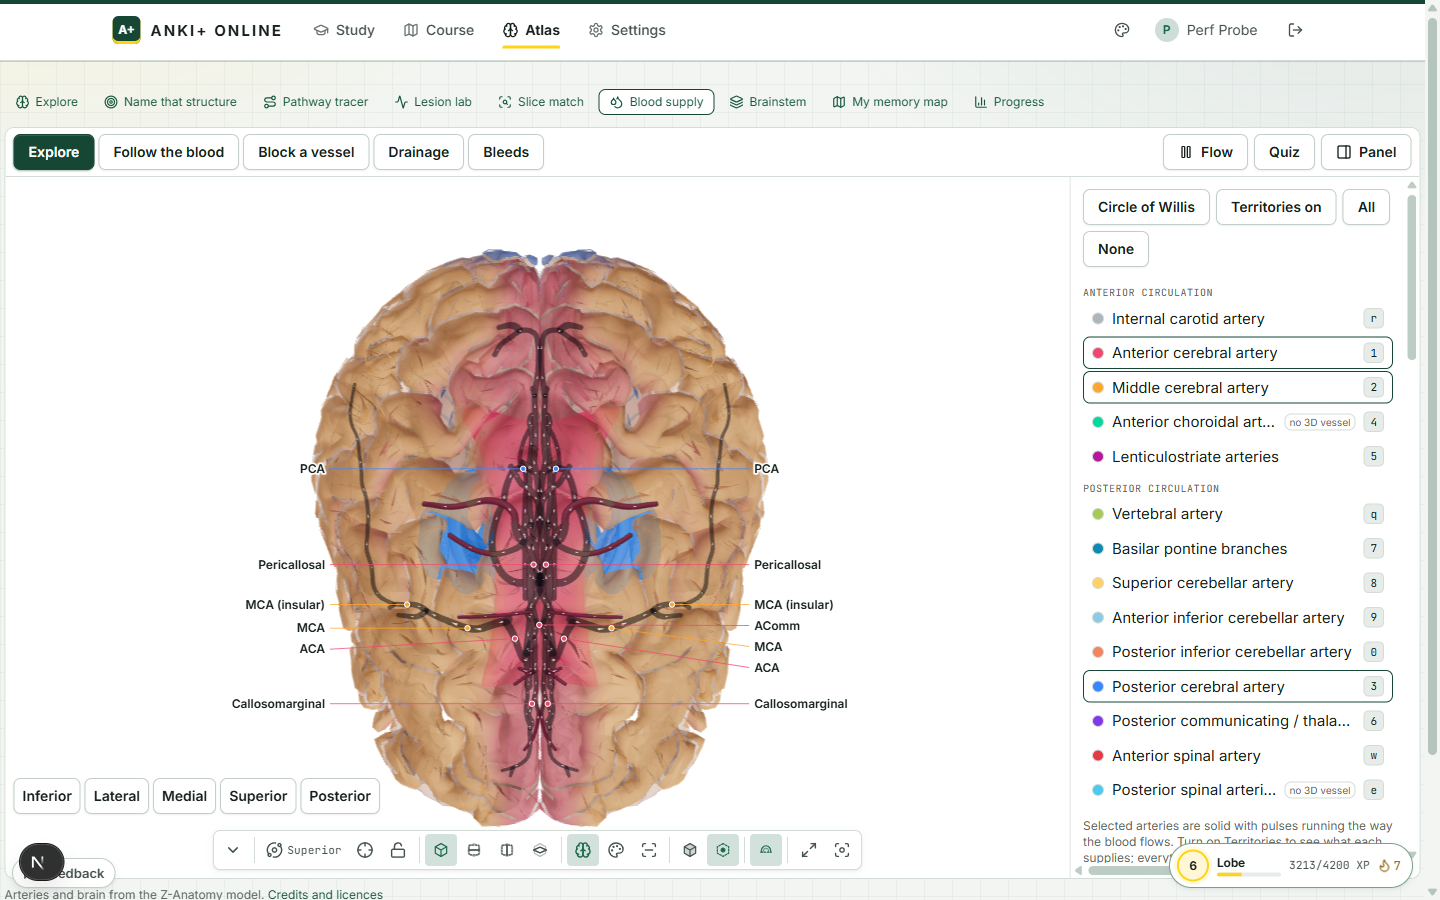 A+ ANKI+ ONLINE Study Course Atlas Settings P Perf Probe
Explore Name that structure Pathway tracer Lesion lab Slice match Blood supply Brainstem My memory map Progress
Explore Follow the blood Block a vessel Drainage Bleeds Flow Quiz Panel
Circle of Willis Territories on All
None
ANTERIOR CIRCULATION
Internal carotid artery r
Anterior cerebral artery 1
Middle cerebral artery 2
Anterior choroidal art... no 3D vessel 4
Lenticulostriate arteries 5
POSTERIOR CIRCULATION
Vertebral artery q
Basilar pontine branches 7
Superior cerebellar artery 8
Anterior inferior cerebellar artery 9
Posterior inferior cerebellar artery 0
Posterior cerebral artery 3
Posterior communicating / thala... 6
Anterior spinal artery w
Posterior spinal arteri... no 3D vessel e
Selected arteries are solid with pulses running the way
the blood flows. Turn on Territories to see what each
supplies;
PCA PCA
Pericallosal Pericallosal
MCA (insular) MCA (insular)
AComm
MCA
MCA
ACA
ACA
Callosomarginal Callosomarginal
Inferior Lateral Medial Superior Posterior
Superior
N
6 Lobe 3213/4200 XP 7
Arteries and brain from the Z-Anatomy model. Credits and licences